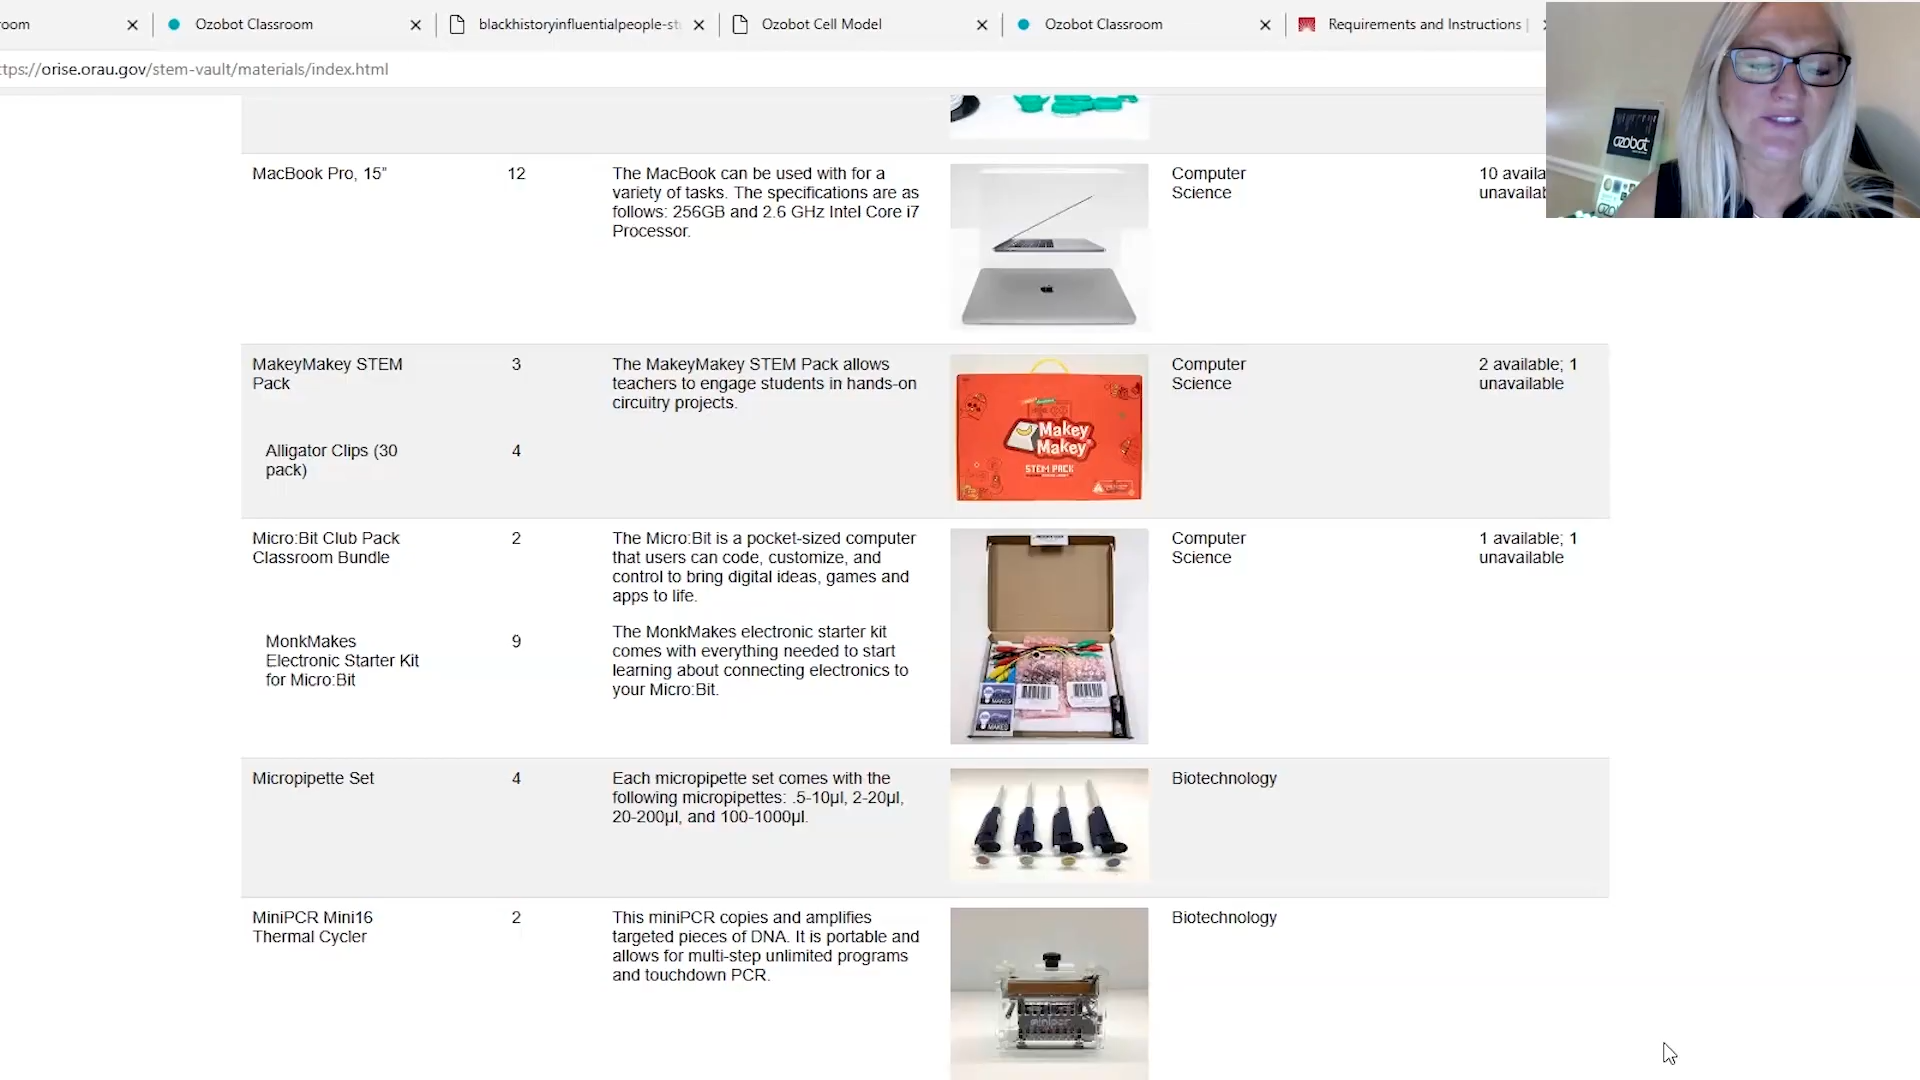 room
Ozobot Classroom
blackhistoryinfluentialpeople-st
Ozobot Cell Model
Ozobot Classroom
Requirements and Instructions |
ttps://orise.orau.gov/stem-vault/materials/index.html
ozobot
MacBook Pro, 15”
12
The MacBook can be used with for a
variety of tasks. The specifications are as
follows: 256GB and 2.6 GHz Intel Core i7
Processor.
Computer
Science
10 availa
unavailab
MakeyMakey STEM
Pack
3
The MakeyMakey STEM Pack allows
teachers to engage students in hands-on
circuitry projects.
Makey
Makey
STEM PACK
Computer
Science
2 available; 1
unavailable
Alligator Clips (30
pack)
4
Micro:Bit Club Pack
Classroom Bundle
2
The Micro:Bit is a pocket-sized computer
that users can code, customize, and
control to bring digital ideas, games and
apps to life.
Computer
Science
1 available; 1
unavailable
MonkMakes
Electronic Starter Kit
for Micro:Bit
9
The MonkMakes electronic starter kit
comes with everything needed to start
learning about connecting electronics to
your Micro:Bit.
Micropipette Set
4
Each micropipette set comes with the
following micropipettes: .5-10µl, 2-20µl,
20-200µl, and 100-1000µl.
Biotechnology
MiniPCR Mini16
Thermal Cycler
2
This miniPCR copies and amplifies
targeted pieces of DNA. It is portable and
allows for multi-step unlimited programs
and touchdown PCR.
minipcr
Biotechnology